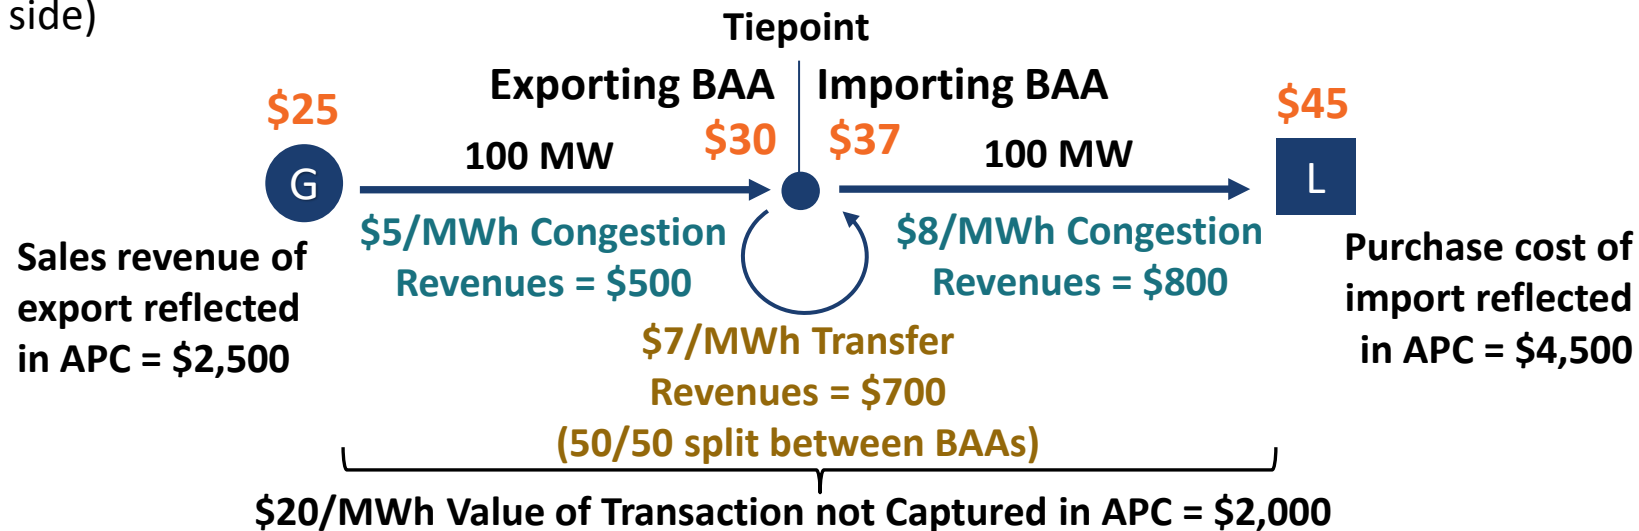 side)
Tiepoint
Exporting BAA
Importing BAA
$25
$30
$37
$45
100 MW
100 MW
G
L
$5/MWh Congestion
Revenues = $500
$8/MWh Congestion
Revenues = $800
Sales revenue of
export reflected
in APC = $2,500
Purchase cost of
import reflected
in APC = $4,500
$7/MWh Transfer
Revenues = $700
(50/50 split between BAAs)
$20/MWh Value of Transaction not Captured in APC = $2,000